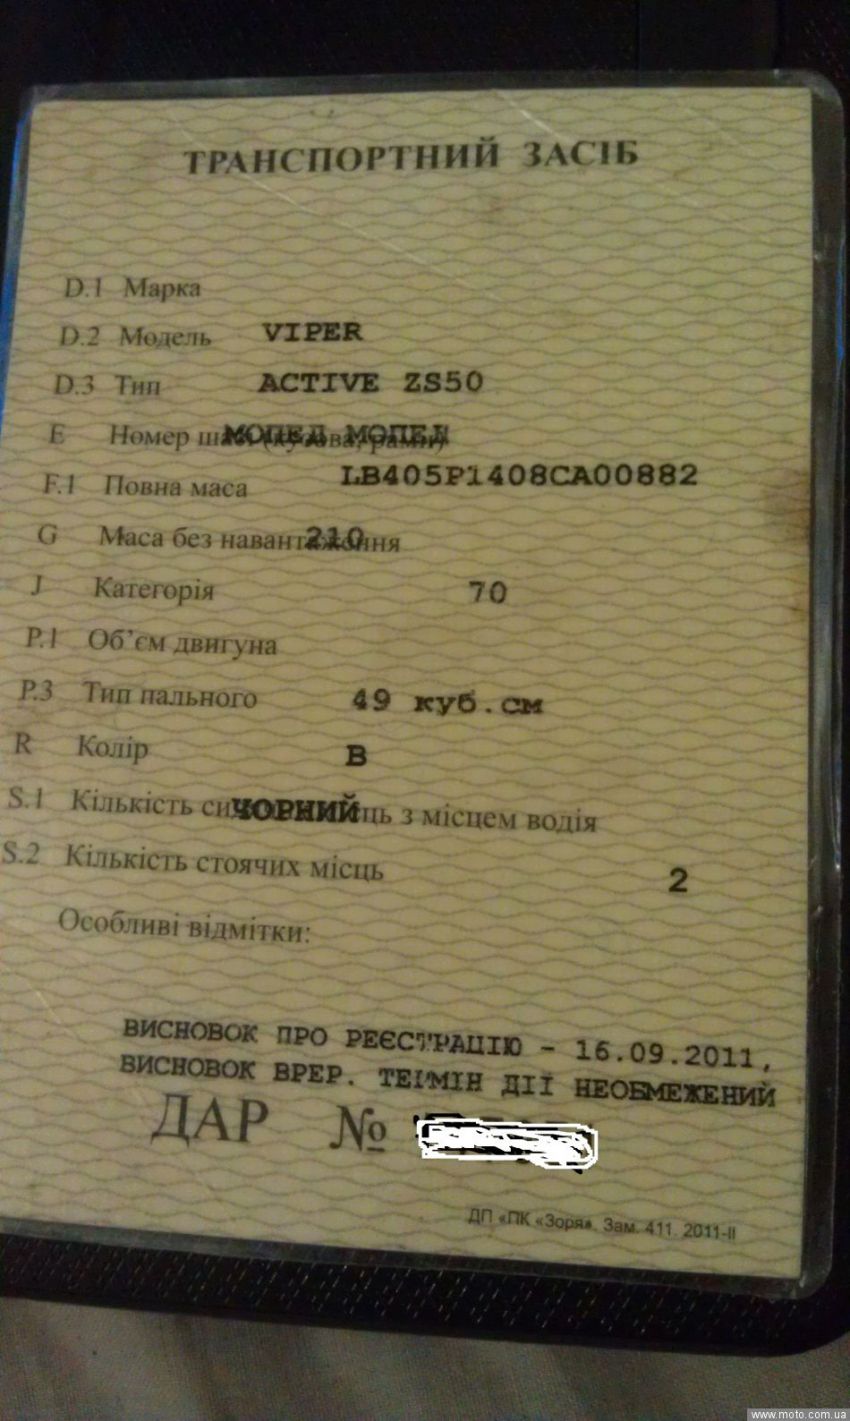 ТРАНСПОРТНИЙ ЗАСІБ
D.1 Марка
D.2 Модель VIPER
D.3 Тип ACTIVE ZS50
E Номер шасі (кузова, рами) МОПЕД МОПЕД
F.1 Повна маса LB405P1408CA00882
G Маса без навантаження 210
J Категорія 70
P.1 Об'єм двигуна
P.3 Тип пального 49 куб.см
R Колір B
S.1 Кількість сидячих місць з місцем водія ЧОРНИЙ
S.2 Кількість стоячих місць 2
Особливі відмітки:
ВИСНОВОК ПРО РЕЄСТРАЦІЮ - 16.09.2011,
ВИСНОВОК ВРЕР. ТЕРМІН ДІЇ НЕОБМЕЖЕНИЙ
ДАР №
ДП «ПК «Зоря». Зам. 411. 2011-II
www.moto.com.ua